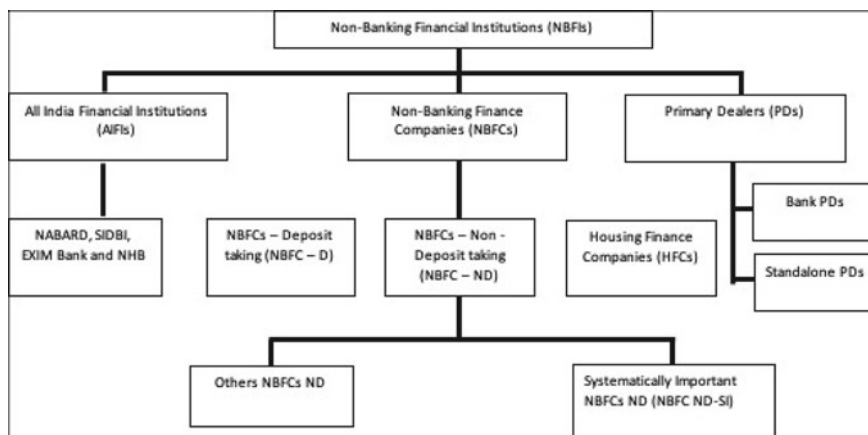 Non-Banking Financial Institutions (NBFIs)
All India Financial Institutions
(AIFIs)
Non-Banking Finance
Companies (NBFCs)
Primary Dealers (PDs)
Bank PDs
NABARD, SIDBI,
EXIM Bank and NHB
NBFCs – Deposit
taking (NBFC – D)
NBFCs – Non -
Deposit taking
(NBFC – ND)
Housing Finance
Companies (HFCs)
Standalone PDs
Others NBFCs ND
Systematically Important
NBFCs ND (NBFC ND-SI)